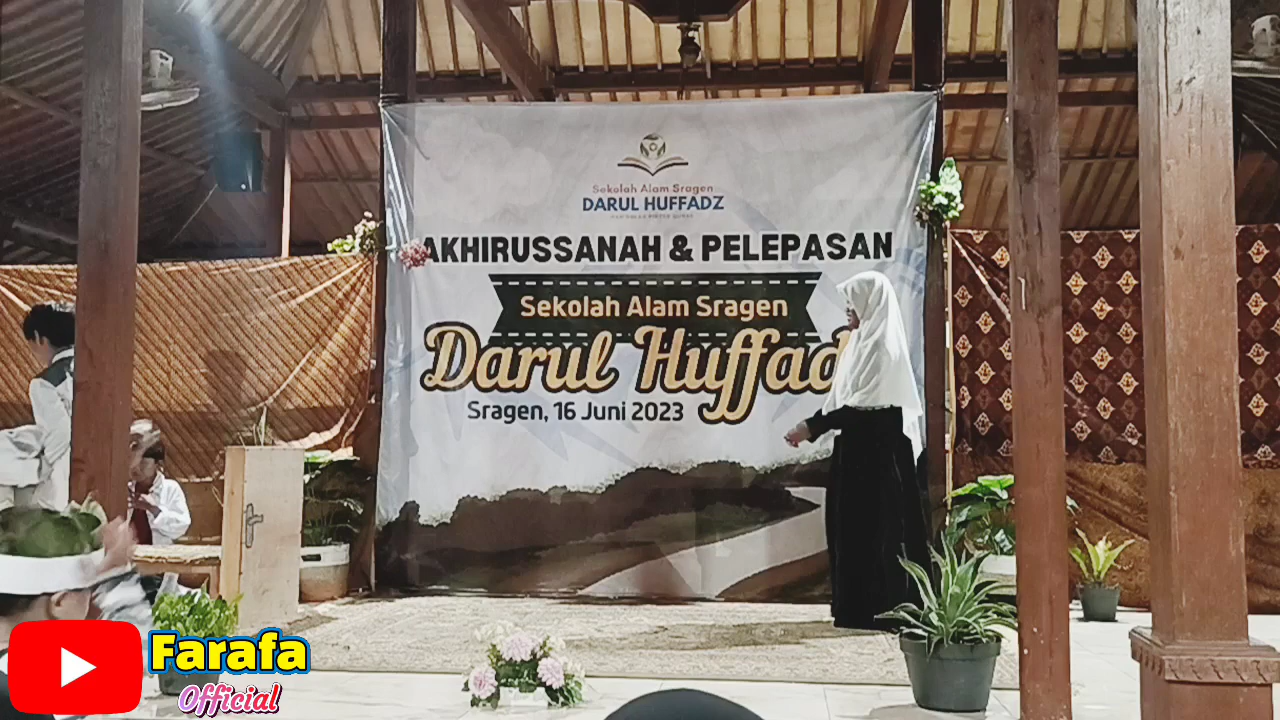 Sekolah Alam Sragen
DARUL HUFFADZ
AKHIRUSSANAH & PELEPASAN
Sekolah Alam Sragen
Darul Huffad
Sragen, 16 Juni 2023
Farafa
Official